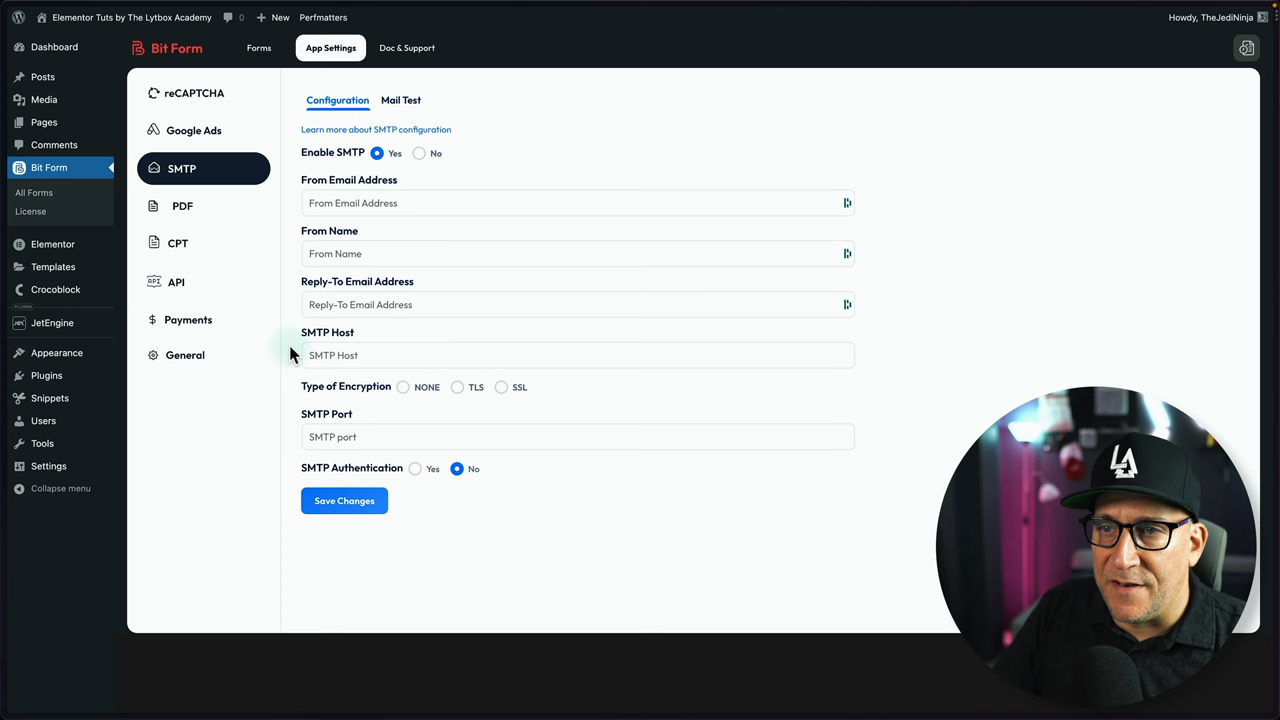 Elementor Tuts by The Lytbox Academy
0
New
Perfmatters
Howdy, TheJediNinja
Dashboard
Posts
Media
Pages
Comments
Bit Form
All Forms
License
Elementor
Templates
Crocoblock
JetEngine
Appearance
Plugins
Snippets
Users
Tools
Settings
Collapse menu
Bit Form
Forms
App Settings
Doc & Support
reCAPTCHA
Google Ads
SMTP
PDF
CPT
API
Payments
General
Configuration
Mail Test
Learn more about SMTP configuration
Enable SMTP Yes No
From Email Address
From Email Address
From Name
From Name
Reply-To Email Address
Reply-To Email Address
SMTP Host
SMTP Host
Type of Encryption NONE TLS SSL
SMTP Port
SMTP port
SMTP Authentication Yes No
Save Changes
LA